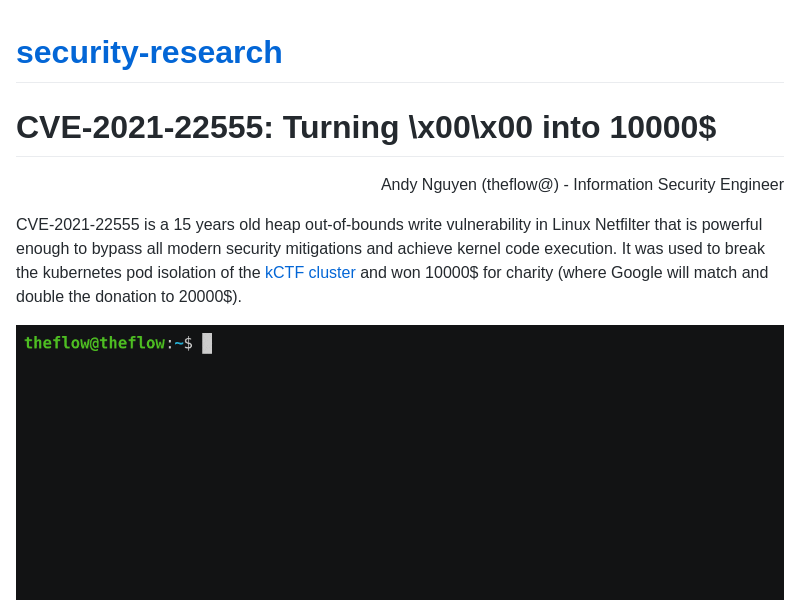 security-research
CVE-2021-22555: Turning \x00\x00 into 10000$
Andy Nguyen (theflow@) - Information Security Engineer
CVE-2021-22555 is a 15 years old heap out-of-bounds write vulnerability in Linux Netfilter that is powerful
enough to bypass all modern security mitigations and achieve kernel code execution. It was used to break
the kubernetes pod isolation of the kCTF cluster and won 10000$ for charity (where Google will match and
double the donation to 20000$).
theflow@theflow:~$